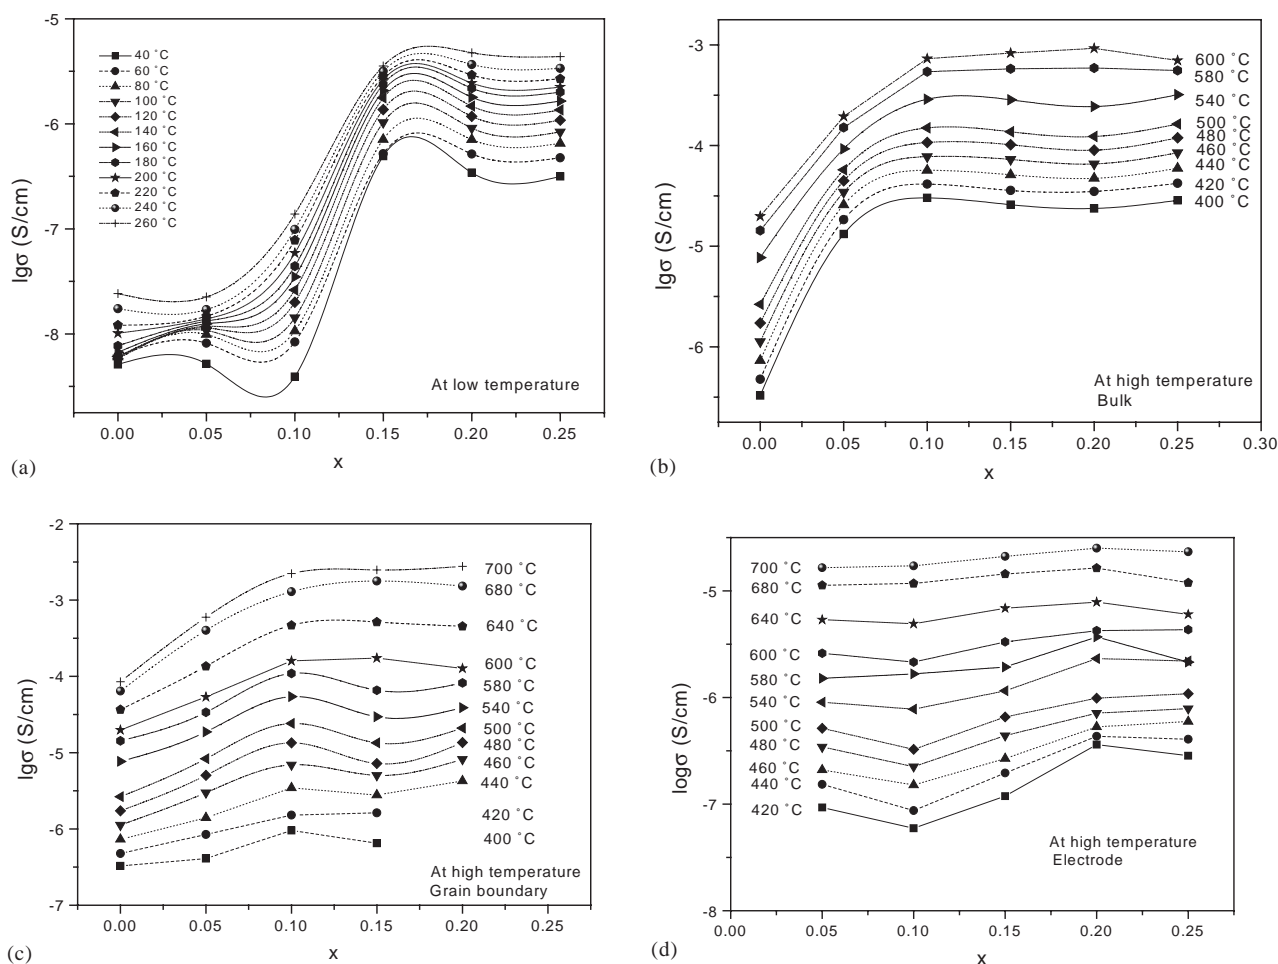 -5
-6
-7
-8
lgσ (S/cm)
40 °C
60 °C
80 °C
100 °C
120 °C
140 °C
160 °C
180 °C
200 °C
220 °C
240 °C
260 °C
At low temperature
0.00 0.05 0.10 0.15 0.20 0.25
x
(a)
-3
-4
-5
-6
lgσ (S/cm)
600 °C
580 °C
540 °C
500 °C
480 °C
460 °C
440 °C
420 °C
400 °C
At high temperature
Bulk
0.00 0.05 0.10 0.15 0.20 0.25 0.30
x
(b)
-2
-3
-4
-5
-6
-7
lgσ (S/cm)
700 °C
680 °C
640 °C
600 °C
580 °C
540 °C
500 °C
480 °C
460 °C
440 °C
420 °C
400 °C
At high temperature
Grain boundary
0.00 0.05 0.10 0.15 0.20 0.25
x
(c)
-5
-6
-7
-8
logσ (S/cm)
700 °C
680 °C
640 °C
600 °C
580 °C
540 °C
500 °C
480 °C
460 °C
440 °C
420 °C
At high temperature
Electrode
0.00 0.05 0.10 0.15 0.20 0.25
x
(d)